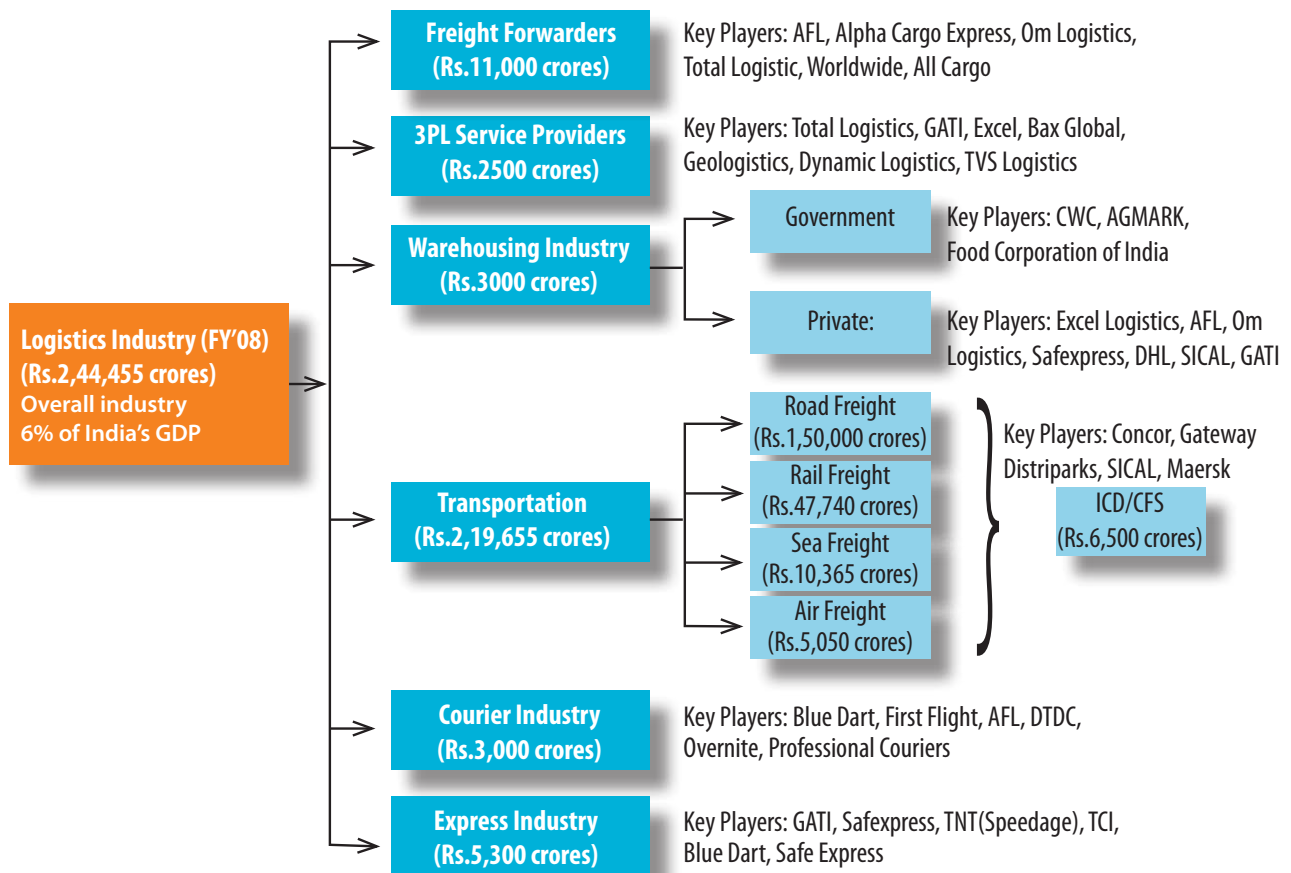 Logistics Industry (FY'08)
(Rs.2,44,455 crores)
Overall industry
6% of India's GDP
Freight Forwarders
(Rs.11,000 crores)
Key Players: AFL, Alpha Cargo Express, Om Logistics,
Total Logistic, Worldwide, All Cargo
3PL Service Providers
(Rs.2500 crores)
Key Players: Total Logistics, GATI, Excel, Bax Global,
Geologistics, Dynamic Logistics, TVS Logistics
Warehousing Industry
(Rs.3000 crores)
Government
Key Players: CWC, AGMARK,
Food Corporation of India
Private:
Key Players: Excel Logistics, AFL, Om
Logistics, Safexpress, DHL, SICAL, GATI
Transportation
(Rs.2,19,655 crores)
Road Freight
(Rs.1,50,000 crores)
Rail Freight
(Rs.47,740 crores)
Sea Freight
(Rs.10,365 crores)
Air Freight
(Rs.5,050 crores)
Key Players: Concor, Gateway
Distriparks, SICAL, Maersk
ICD/CFS
(Rs.6,500 crores)
Courier Industry
(Rs.3,000 crores)
Key Players: Blue Dart, First Flight, AFL, DTDC,
Overnite, Professional Couriers
Express Industry
(Rs.5,300 crores)
Key Players: GATI, Safexpress, TNT(Speedage), TCI,
Blue Dart, Safe Express